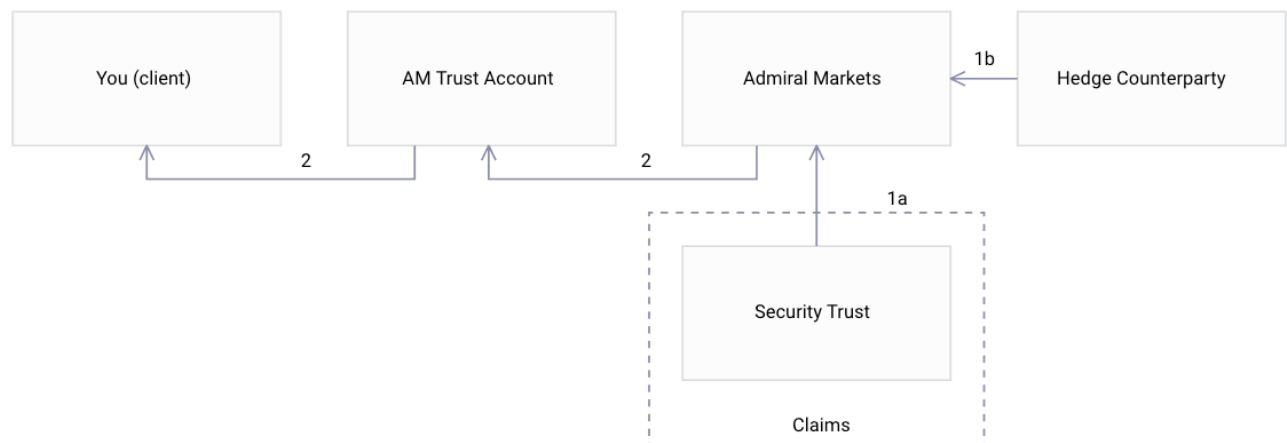 You (client)
AM Trust Account
Admiral Markets
1b
Hedge Counterparty
2
2
1a
Security Trust
Claims